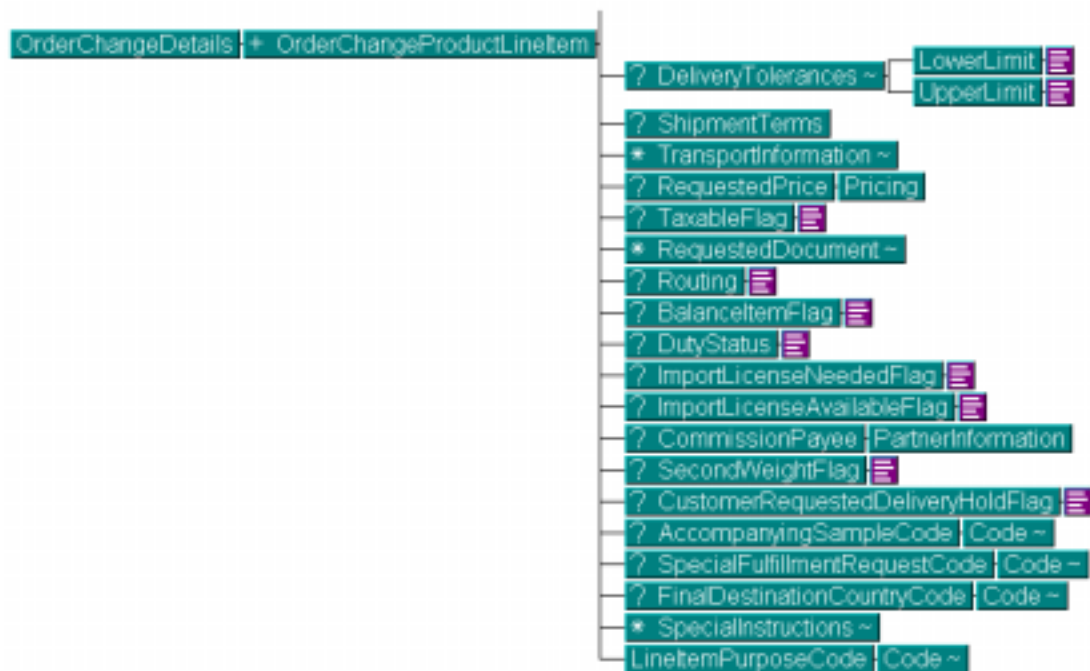 OrderChangeDetails + OrderChangeProductLineItem
? DeliveryTolerances ~ LowerLimit
UpperLimit
? ShipmentTerms
* TransportInformation ~
? RequestedPrice Pricing
? TaxableFlag
* RequestedDocument ~
? Routing
? BalanceItemFlag
? DutyStatus
? ImportLicenseNeededFlag
? ImportLicenseAvailableFlag
? CommissionPayee PartnerInformation
? SecondWeightFlag
? CustomerRequestedDeliveryHoldFlag
? AccompanyingSampleCode Code ~
? SpecialFulfillmentRequestCode Code ~
? FinalDestinationCountryCode Code ~
* SpecialInstructions ~
LineItemPurposeCode Code ~